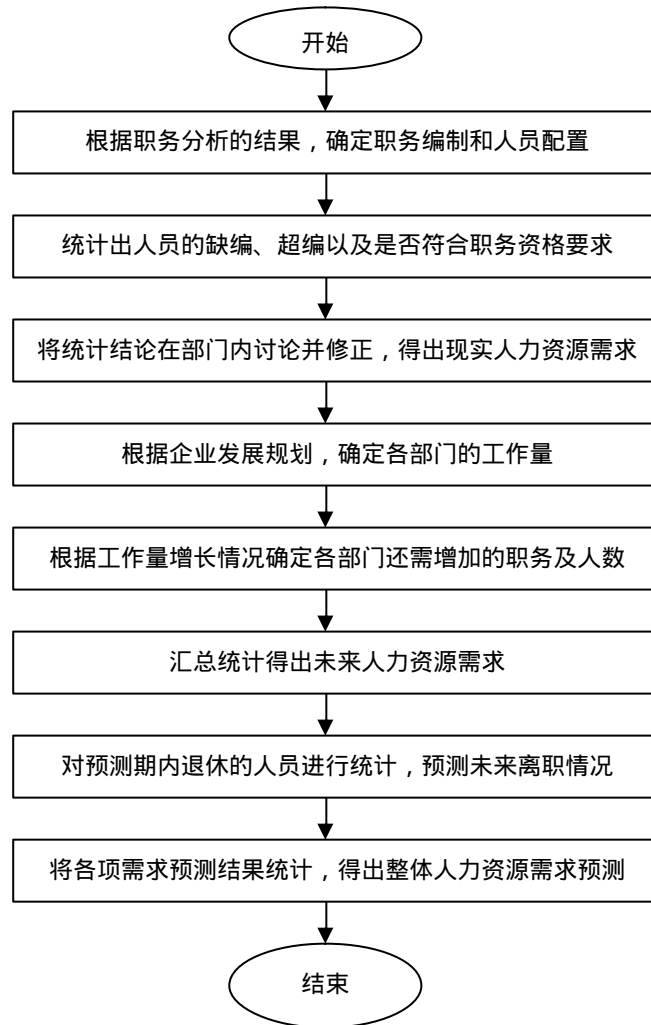 开始
根据职务分析的结果，确定职务编制和人员配置
统计出人员的缺编、超编以及是否符合职务资格要求
将统计结论在部门内讨论并修正，得出现实人力资源需求
根据企业发展规划，确定各部门的工作量
根据工作量增长情况确定各部门还需增加的职务及人数
汇总统计得出未来人力资源需求
对预测期内退休的人员进行统计，预测未来离职情况
将各项需求预测结果统计，得出整体人力资源需求预测
结束